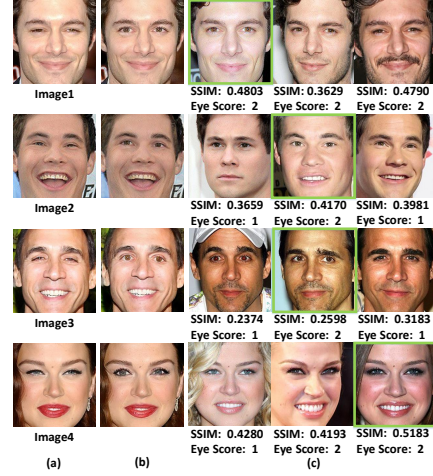 Image1
SSIM: 0.4803 SSIM: 0.3629 SSIM: 0.4790
Eye Score: 2 Eye Score: 2 Eye Score: 2
Image2
SSIM: 0.3659 SSIM: 0.4170 SSIM: 0.3981
Eye Score: 1 Eye Score: 2 Eye Score: 1
Image3
SSIM: 0.2374 SSIM: 0.2598 SSIM: 0.3183
Eye Score: 1 Eye Score: 2 Eye Score: 1
Image4
SSIM: 0.4280 SSIM: 0.4193 SSIM: 0.5183
Eye Score: 1 Eye Score: 2 Eye Score: 2
(a) (b) (c)